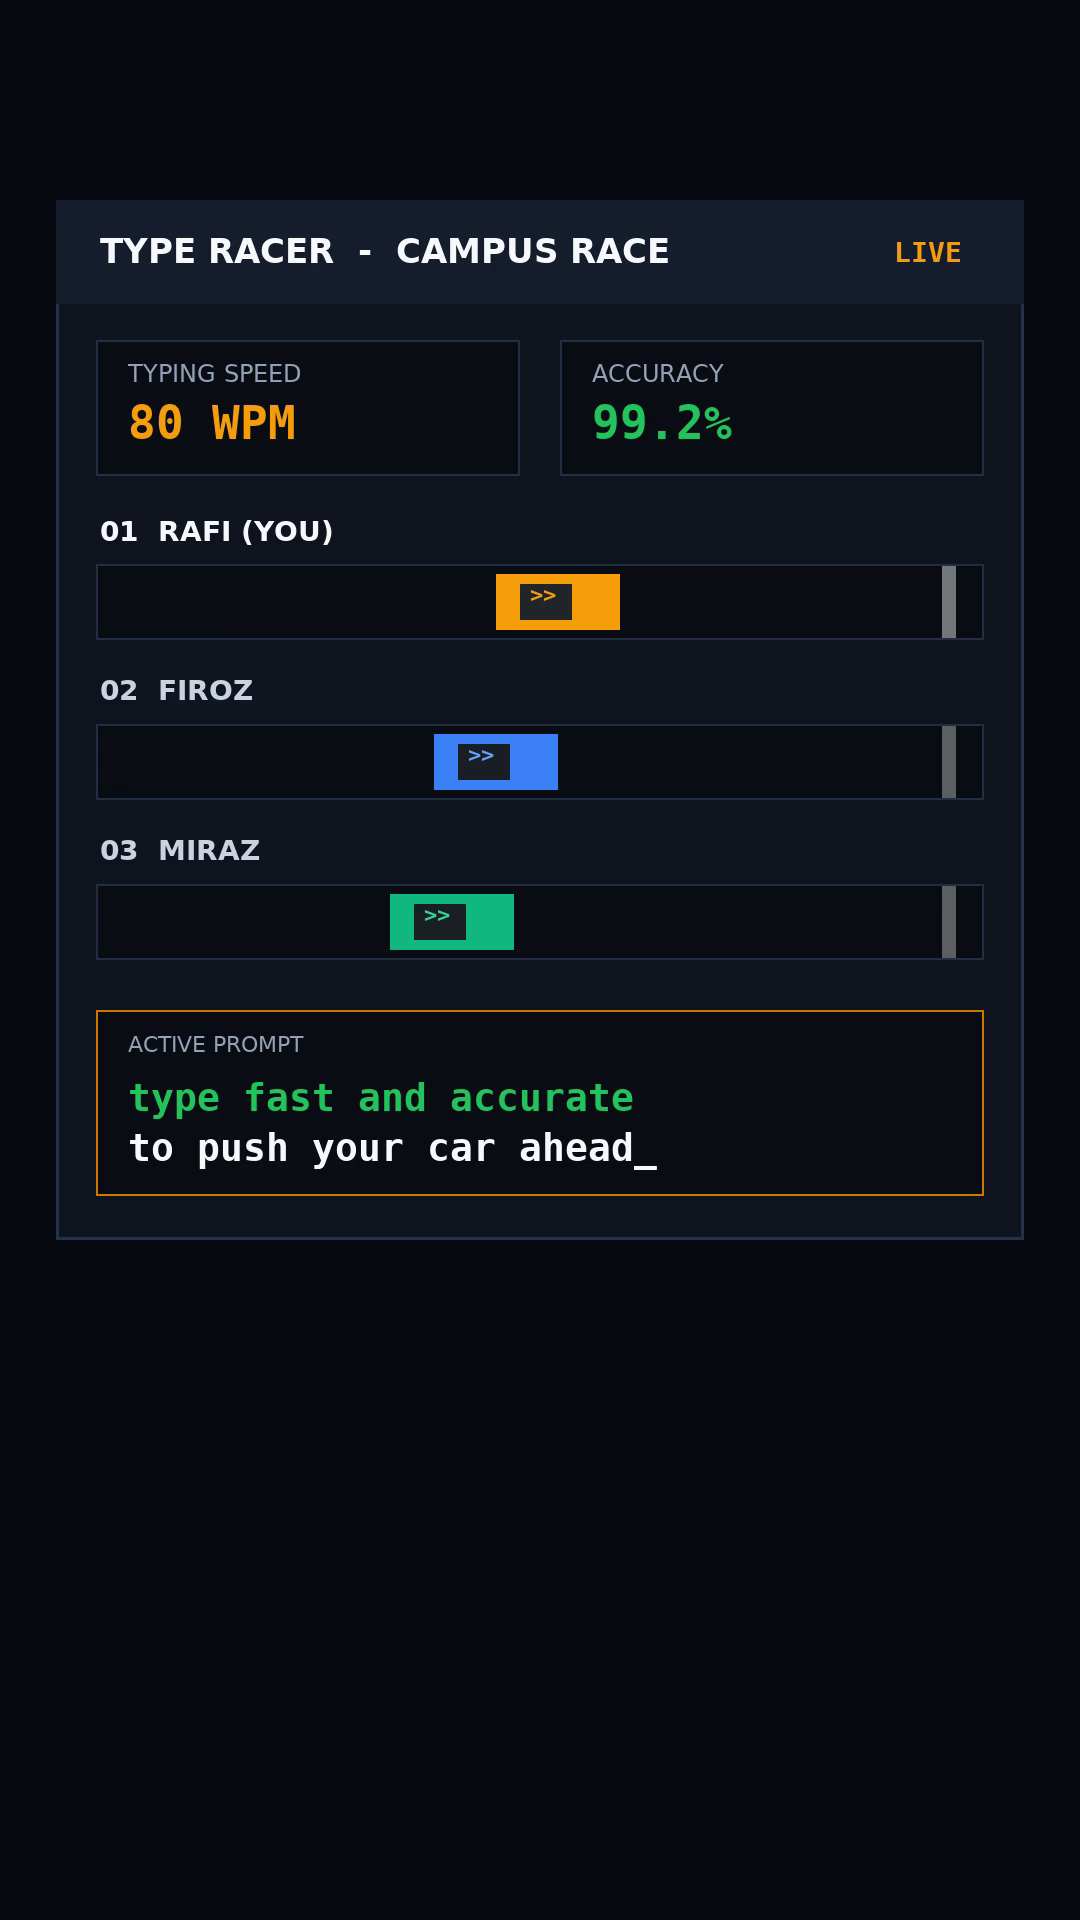 TYPE RACER - CAMPUS RACE
LIVE
TYPING SPEED
80 WPM
ACCURACY
99.2%
01 RAFI (YOU)
>>
02 FIROZ
>>
03 MIRAZ
>>
ACTIVE PROMPT
type fast and accurate
to push your car ahead_